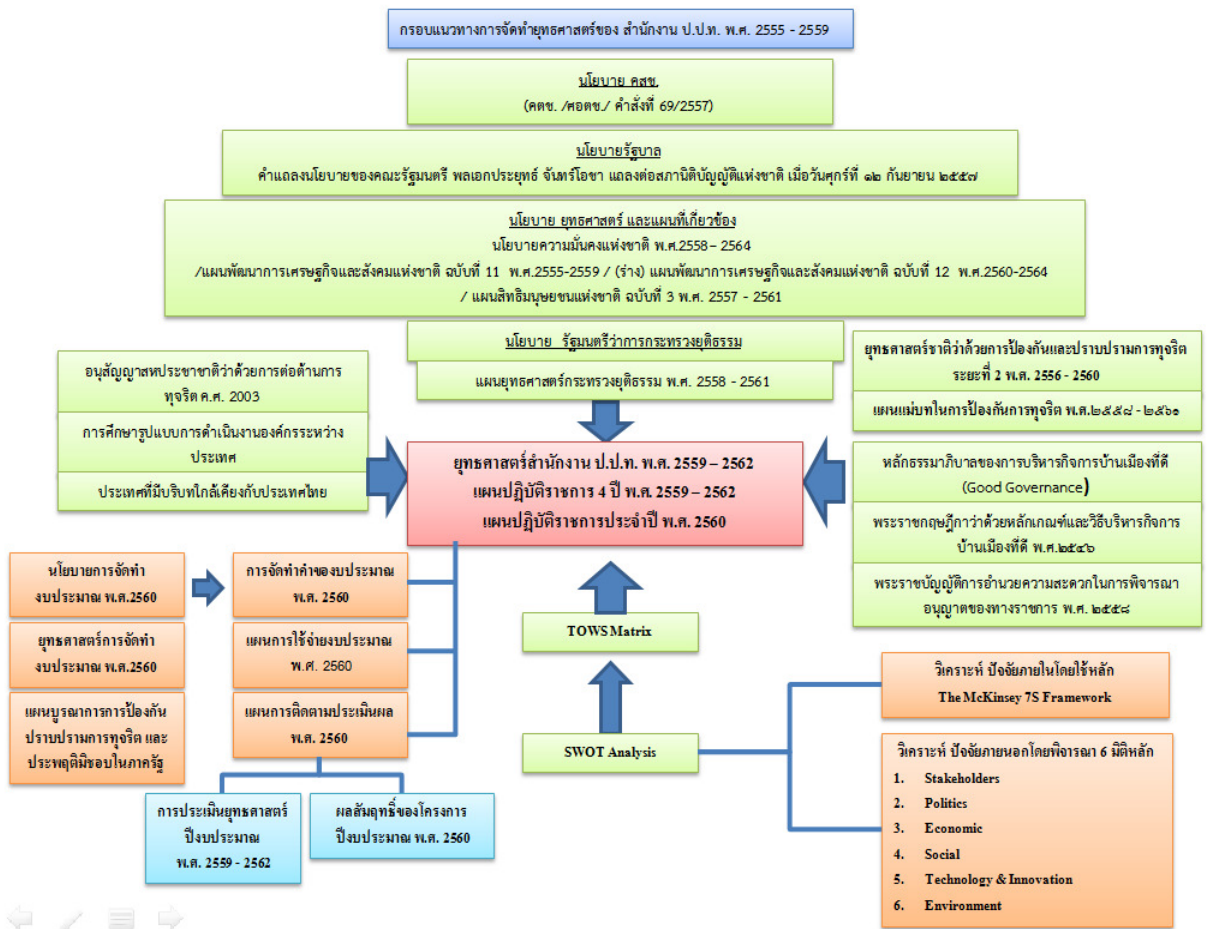 กรอบแนวทางการจัดทำยุทธศาสตร์ของ สำนักงาน ป.ป.ท. พ.ศ. 2555 - 2559
นโยบาย คสช.
(คตช. /ศอตช./ คำสั่งที่ 69/2557)
นโยบายรัฐบาล
คำแถลงนโยบายของคณะรัฐมนตรี พลเอกประยุทธ์ จันทร์โอชา แถลงต่อสภานิติบัญญัติแห่งชาติ เมื่อวันศุกร์ที่ ๑๒ กันยายน ๒๕๕๗
นโยบาย ยุทธศาสตร์ และแผนที่เกี่ยวข้อง
นโยบายความมั่นคงแห่งชาติ พ.ศ.2558– 2564
/แผนพัฒนาการเศรษฐกิจและสังคมแห่งชาติ ฉบับที่ 11 พ.ศ.2555-2559 / (ร่าง) แผนพัฒนาการเศรษฐกิจและสังคมแห่งชาติ ฉบับที่ 12 พ.ศ.2560-2564
/ แผนสิทธิมนุษยชนแห่งชาติ ฉบับที่ 3 พ.ศ. 2557 - 2561
นโยบาย รัฐมนตรีว่าการกระทรวงยุติธรรม
แผนยุทธศาสตร์กระทรวงยุติธรรม พ.ศ. 2558 - 2561
อนุสัญญาสหประชาชาติว่าด้วยการต่อต้านการ
ทุจริต ค.ศ. 2003
การศึกษารูปแบบการดำเนินงานองค์กรระหว่าง
ประเทศ
ประเทศที่มีบริบทใกล้เคียงกับประเทศไทย
ยุทธศาสตร์ชาติว่าด้วยการป้องกันและปราบปรามการทุจริต
ระยะที่ 2 พ.ศ. 2556 - 2560
แผนแม่บทในการป้องกันการทุจริต พ.ศ.๒๕๕๘ - ๒๕๖๑
หลักธรรมาภิบาลของการบริหารกิจการบ้านเมืองที่ดี
(Good Governance)
พระราชกฤษฎีกาว่าด้วยหลักเกณฑ์และวิธีบริหารกิจการ
บ้านเมืองที่ดี พ.ศ.๒๕๔๖
พระราชบัญญัติการอำนวยความสะดวกในการพิจารณา
อนุญาตของทางราชการ พ.ศ. ๒๕๕๘
ยุทธศาสตร์สำนักงาน ป.ป.ท. พ.ศ. 2559 – 2562
แผนปฏิบัติราชการ 4 ปี พ.ศ. 2559 – 2562
แผนปฏิบัติราชการประจำปี พ.ศ. 2560
นโยบายการจัดทำ
งบประมาณ พ.ศ.2560
ยุทธศาสตร์การจัดทำ
งบประมาณ พ.ศ.2560
แผนบูรณาการการป้องกัน
ปราบปรามการทุจริต และ
ประพฤติมิชอบในภาครัฐ
การจัดทำคำของบประมาณ
พ.ศ. 2560
แผนการใช้จ่ายงบประมาณ
พ.ศ. 2560
แผนการติดตามประเมินผล
พ.ศ. 2560
การประเมินยุทธศาสตร์
ปีงบประมาณ
พ.ศ. 2559 - 2562
ผลสัมฤทธิ์ของโครงการ
ปีงบประมาณ พ.ศ. 2560
TOWS Matrix
SWOT Analysis
วิเคราะห์ ปัจจัยภายในโดยใช้หลัก
The McKinsey 7S Framework
วิเคราะห์ ปัจจัยภายนอกโดยพิจารณา 6 มิติหลัก
1. Stakeholders
2. Politics
3. Economic
4. Social
5. Technology & Innovation
6. Environment